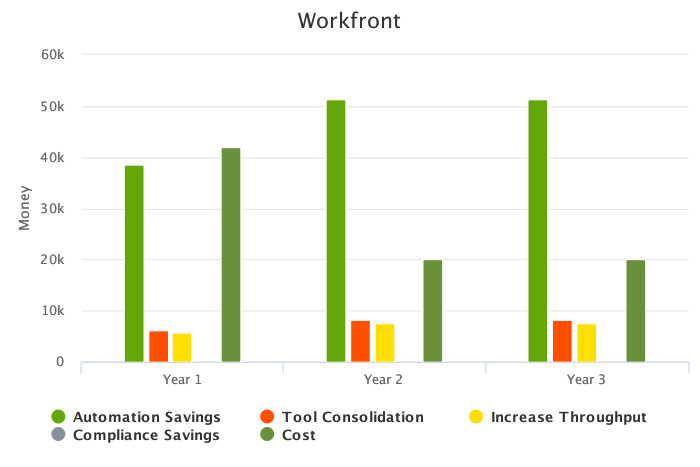 Workfront
60k
50k
40k
30k
20k
10k
0
Money
Year 1 Year 2 Year 3
Automation Savings Tool Consolidation Increase Throughput
Compliance Savings Cost